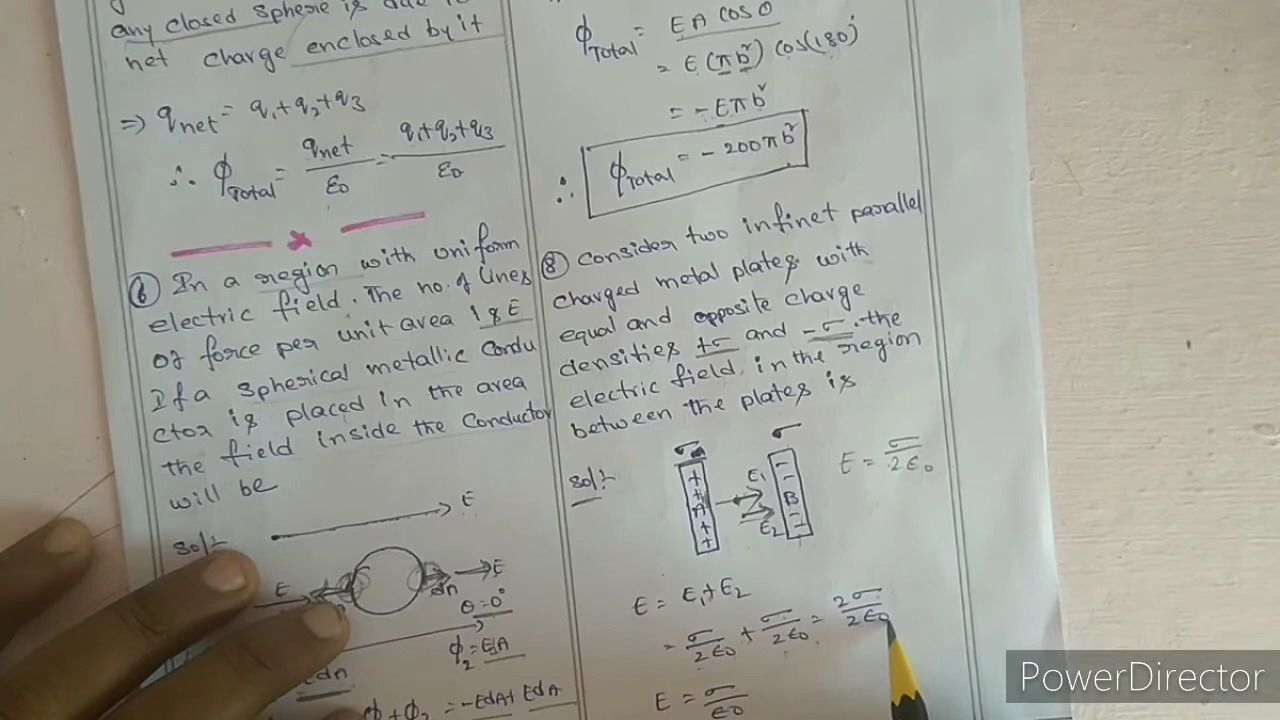 any closed sphere is due
net charge enclosed by it
⇒ qnet = q1+q2+q3
∴ ϕTotal = qnet/ε0 = q1+q2+q3/ε0
x
⑥ In a region with uniform
electric field. The no. of lines
of force per unit area is E
If a spherical metallic condu
ctor is placed in the area
the field inside the conductor
will be
Sol:-
E
E
dn
E
θ=0°
ϕ2 = EdA
Edn
ϕ1+ϕ2 = -EdA+EdA
ϕTotal = EA cosθ
= E(πb²) cos(180°)
= -Eπb²
∴ ϕTotal = -200πb²
⑧ Consider two infinet parallel
charged metal plates with
equal and opposite charge
densities +σ and -σ. the
electric field in the region
between the plates is
Sol:-
σ
σ
E = σ/2ε0
+ + A + +
- - B - -
E1
E2
E = E1+E2
= σ/2ε0 + σ/2ε0 = 2σ/2ε0
E = σ/ε0
PowerDirector